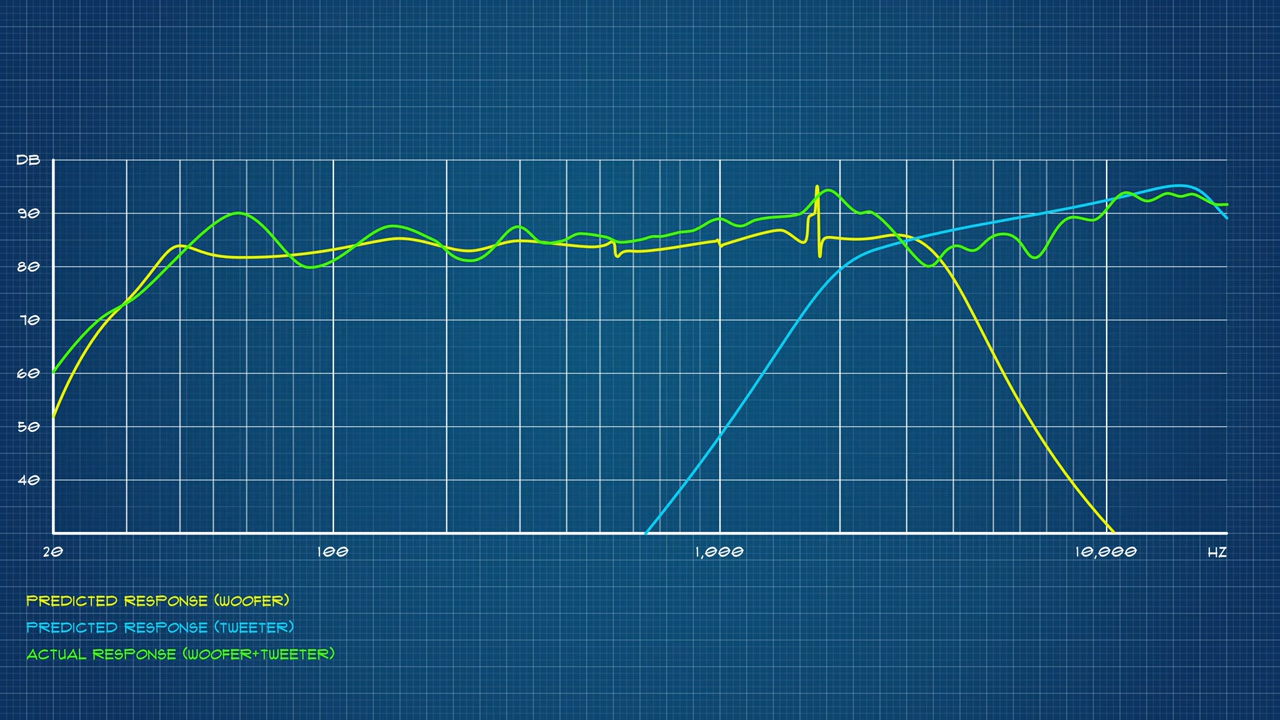 DB
90
80
70
60
50
40
20 100 1,000 10,000 HZ
PREDICTED RESPONSE (WOOFER)
PREDICTED RESPONSE (TWEETER)
ACTUAL RESPONSE (WOOFER+TWEETER)